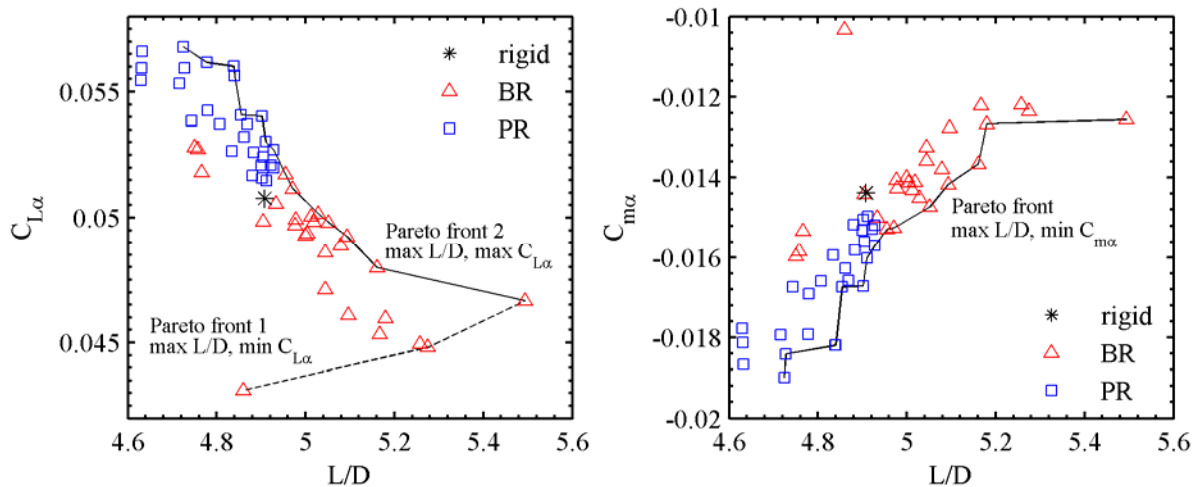 0.055
0.05
0.045
4.6 4.8 5 5.2 5.4 5.6
L/D
C_Lα
rigid
BR
PR
Pareto front 2
max L/D, max C_Lα
Pareto front 1
max L/D, min C_Lα
-0.01
-0.012
-0.014
-0.016
-0.018
-0.02
4.6 4.8 5 5.2 5.4 5.6
L/D
C_mα
Pareto front
max L/D, min C_mα
rigid
BR
PR